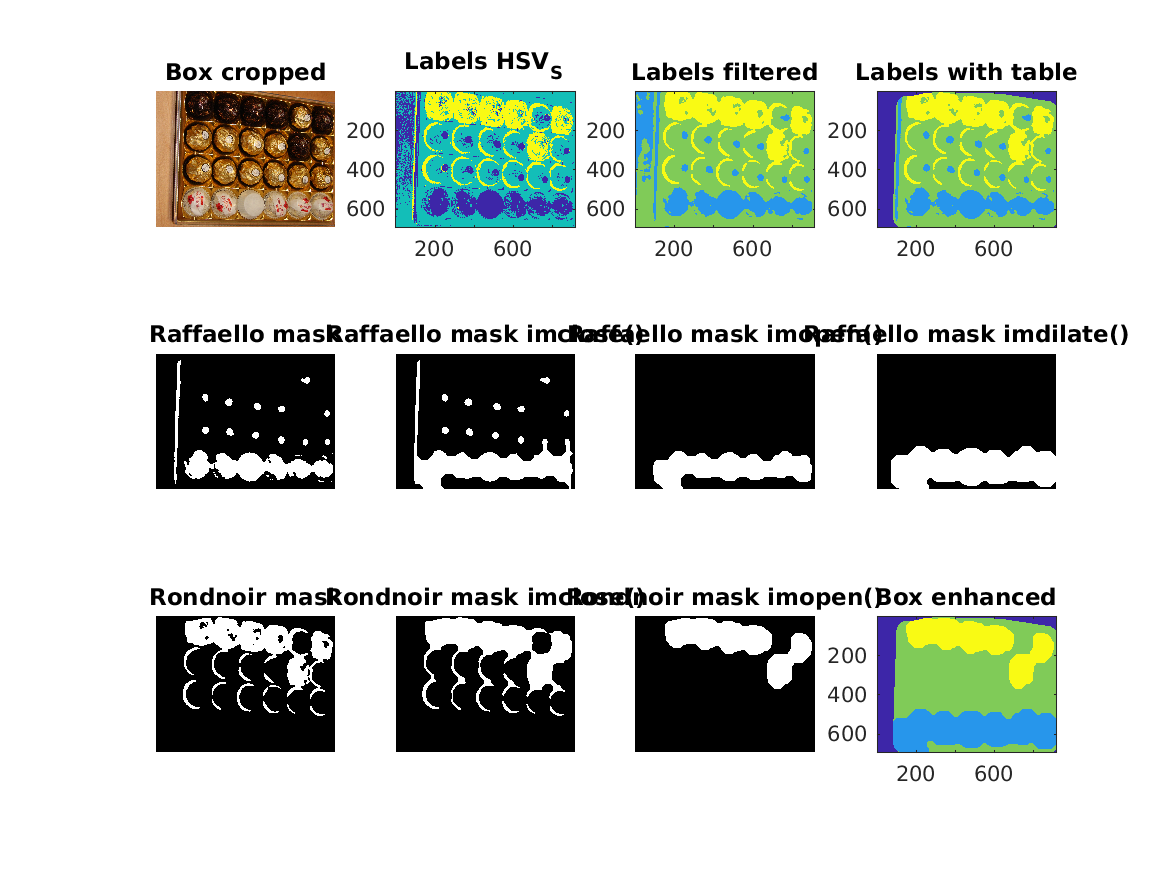 Box cropped
Labels HSV_S
Labels filtered
Labels with table
200
400
600
200 600
200
400
600
200 600
200
400
600
200 600
Raffaello mask
Raffaello mask imclose()
Raffaello mask imopen()
Raffaello mask imdilate()
Rondnoir mask
Rondnoir mask imclose()
Rondnoir mask imopen()
Box enhanced
200
400
600
200 600